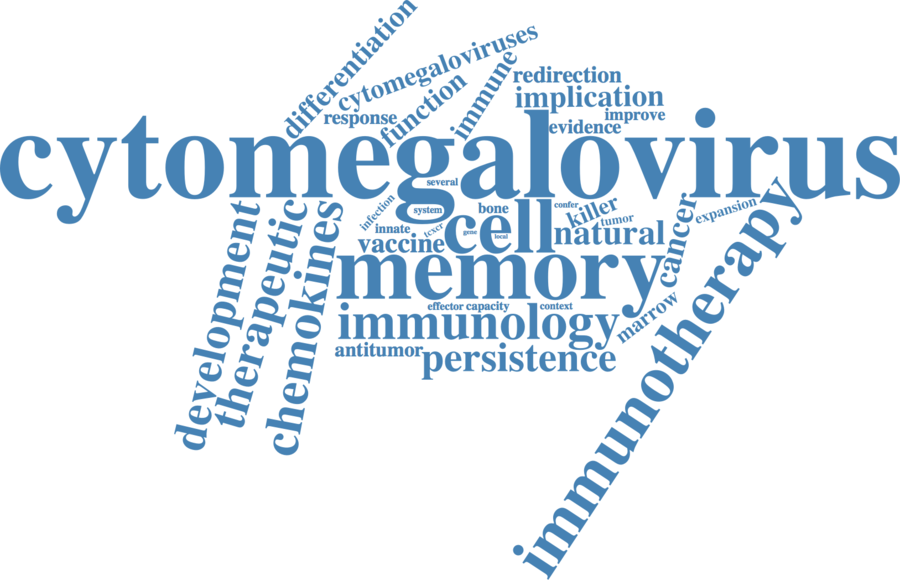 differentiation
cytomegaloviruses
function
immune
response
redirection
implication
improve
evidence
cytomegalovirus
several
system
infection
innate
tcxcr
gene
local
bone
confer
killer
tumor
expansion
cell
natural
vaccine
cancer
memory
development
therapeutic
chemokines
effector capacity
context
immunology
marrow
antitumor
persistence
immunotherapy